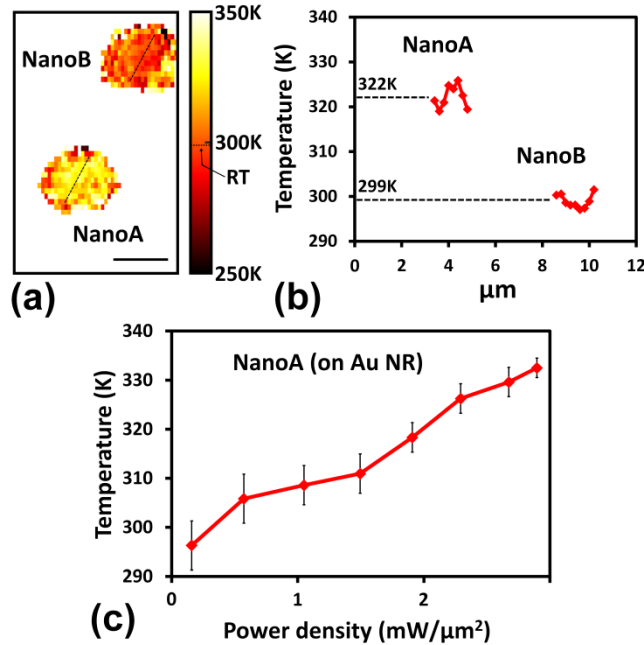 350K
NanoB
300K
RT
NanoA
250K
(a)
Temperature (K)
340
330
320
310
300
290
NanoA
322K
NanoB
299K
0 2 4 6 8 10 12
µm
(b)
Temperature (K)
340
330
320
310
300
290
NanoA (on Au NR)
0 1 2
Power density (mW/µm²)
(c)